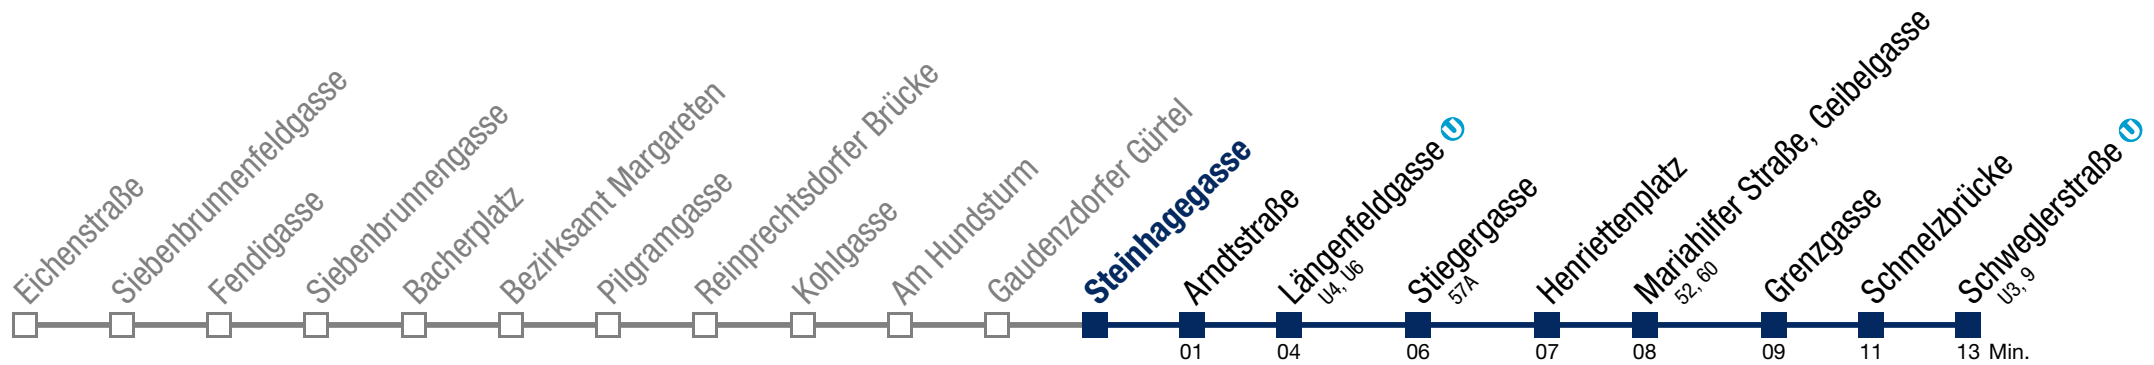 Eichenstraße
Siebenbrunnenfeldgasse
Fendigasse
Siebenbrunnengasse
Bacherplatz
Bezirksamt Margareten
Pilgramgasse
Reinprechtsdorfer Brücke
Kohlgasse
Am Hundsturm
Gaudenzdorfer Gürtel
Steinhagegasse
Arndtstraße
Längenfeldgasse U
U4, U6
Stiegergasse
57A
Henriettenplatz
Mariahilfer Straße, Geibelgasse
52, 60
Grenzgasse
Schmelzbrücke
Schweglerstraße U
U3, 9
01 04 06 07 08 09 11 13 Min.